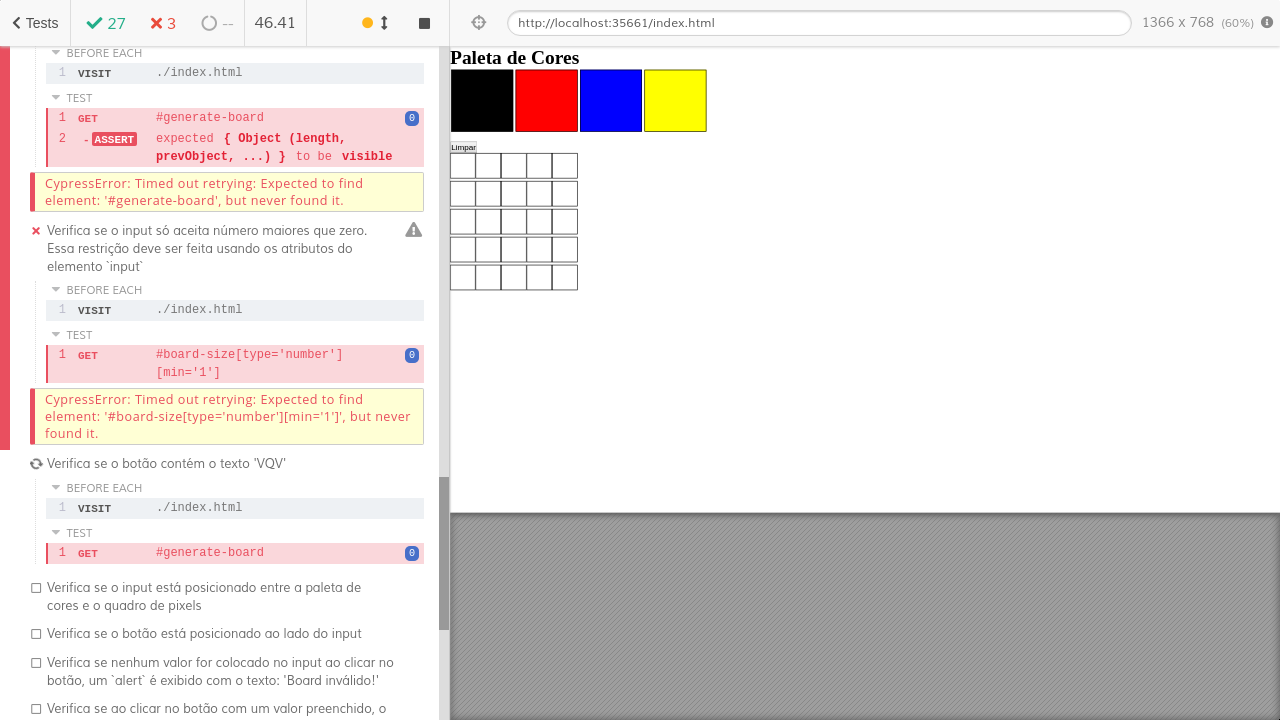 Tests 27 3 -- 46.41 http://localhost:35661/index.html 1366 x 768 (60%)
BEFORE EACH
1 VISIT ./index.html
TEST
1 GET #generate-board 0
2 -ASSERT expected { Object (length,
prevObject, ...) } to be visible
CypressError: Timed out retrying: Expected to find
element: '#generate-board', but never found it.
Verifica se o input só aceita número maiores que zero.
Essa restrição deve ser feita usando os atributos do
elemento `input`
BEFORE EACH
1 VISIT ./index.html
TEST
1 GET #board-size[type='number'] 0
[min='1']
CypressError: Timed out retrying: Expected to find
element: '#board-size[type='number'][min='1']', but never
found it.
Verifica se o botão contém o texto 'VQV'
BEFORE EACH
1 VISIT ./index.html
TEST
1 GET #generate-board 0
Verifica se o input está posicionado entre a paleta de
cores e o quadro de pixels
Verifica se o botão está posicionado ao lado do input
Verifica se nenhum valor for colocado no input ao clicar no
botão, um `alert` é exibido com o texto: 'Board inválido!'
Verifica se ao clicar no botão com um valor preenchido, o
Paleta de Cores
Limpar